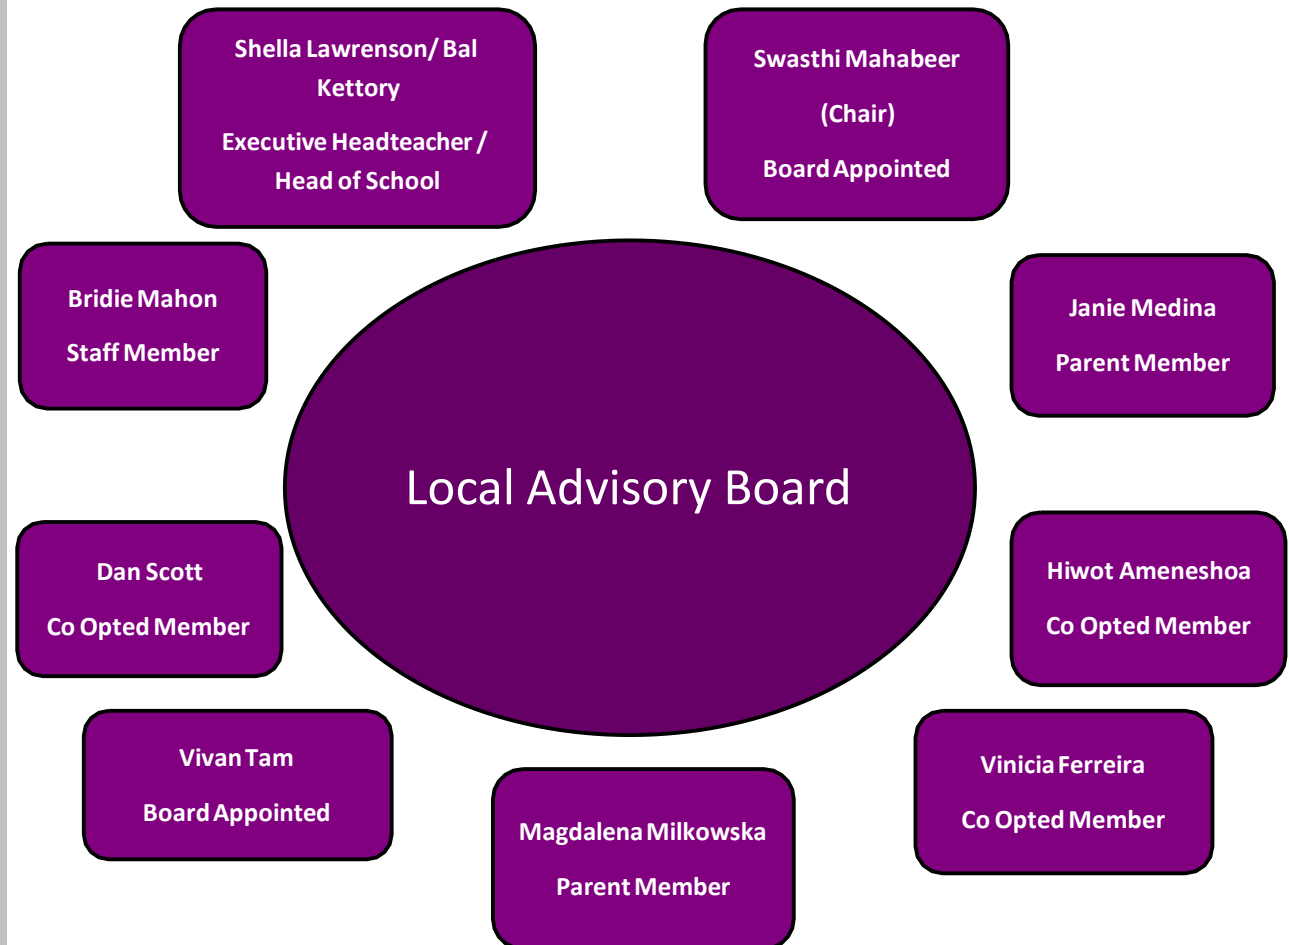 Shella Lawrenson/ Bal
Kettory
Executive Headteacher /
Head of School
Swasthi Mahabeer
(Chair)
Board Appointed
Bridie Mahon
Staff Member
Janie Medina
Parent Member
Local Advisory Board
Dan Scott
Co Opted Member
Hiwot Ameneshoa
Co Opted Member
Vivan Tam
Board Appointed
Vinicia Ferreira
Co Opted Member
Magdalena Milkowska
Parent Member